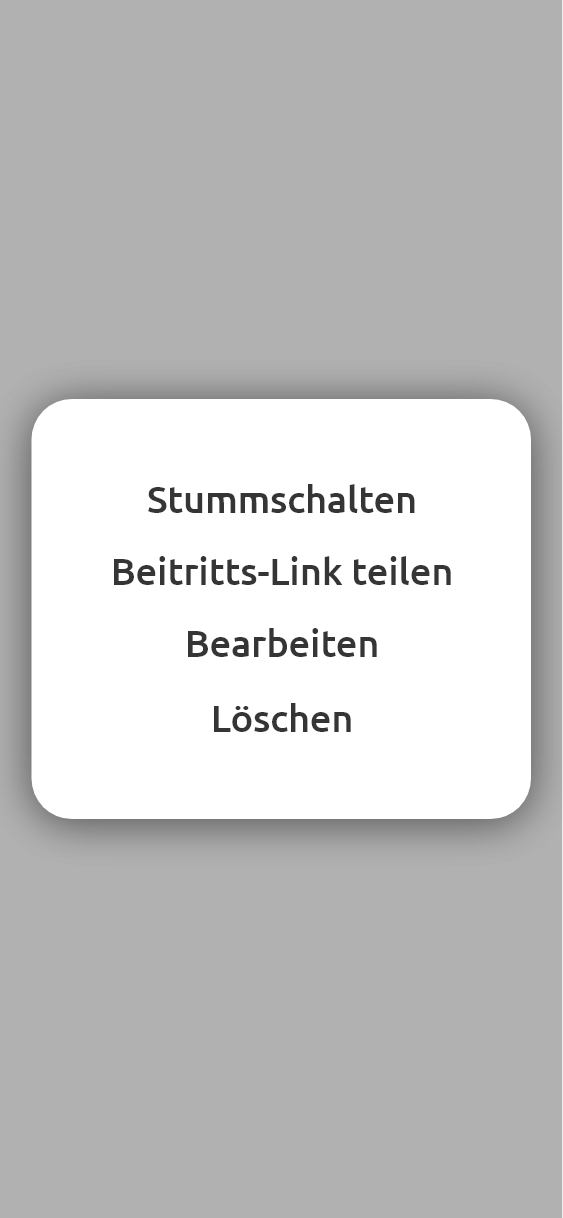 Stummschalten
Beitritts-Link teilen
Bearbeiten
Löschen